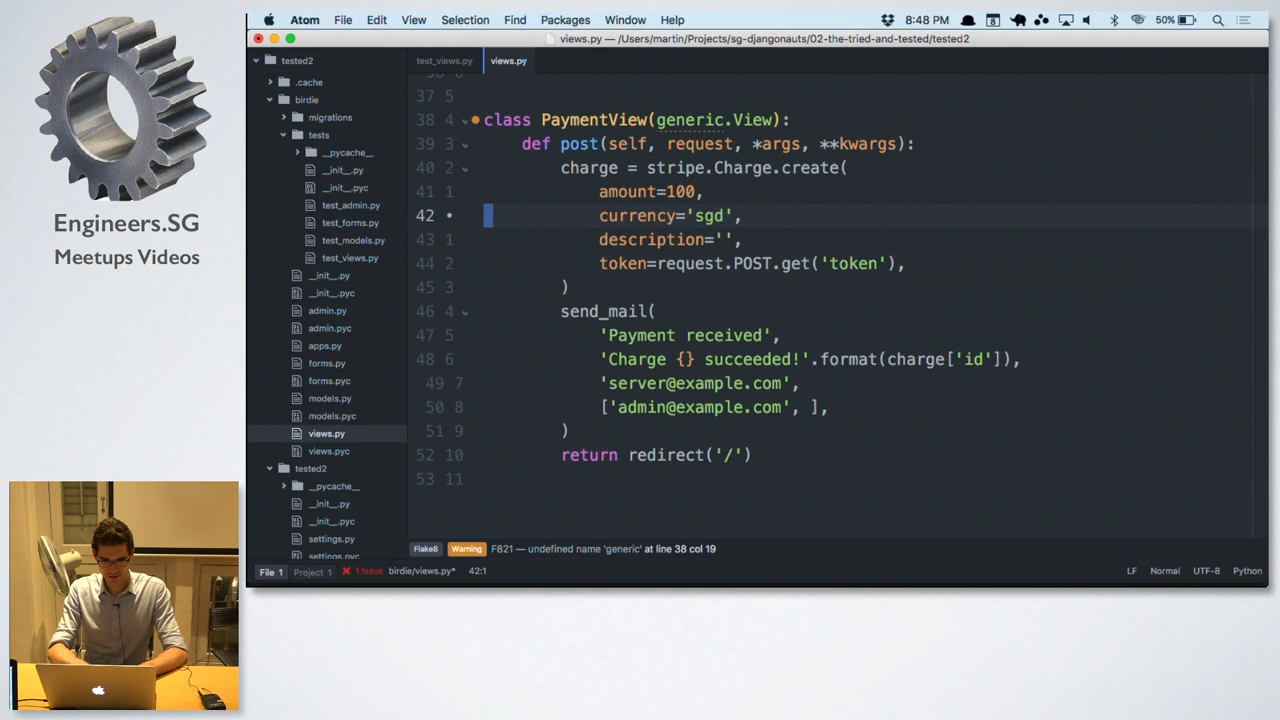 Engineers.SG
Meetups Videos
Atom File Edit View Selection Find Packages Window Help 8:48 PM 50%
views.py — /Users/martin/Projects/sg-djangonauts/02-the-tried-and-tested/tested2
tested2
.cache
birdie
migrations
tests
__pycache__
__init__.py
__init__.pyc
test_admin.py
test_forms.py
test_models.py
test_views.py
__init__.py
__init__.pyc
admin.py
admin.pyc
apps.py
forms.py
forms.pyc
models.py
models.pyc
views.py
views.pyc
tested2
__pycache__
__init__.py
__init__.pyc
settings.py
settings.pyc
test_views.py views.py
36 6
37 5
38 4 class PaymentView(generic.View):
39 3 def post(self, request, *args, **kwargs):
40 2 charge = stripe.Charge.create(
41 1 amount=100,
42 • currency='sgd',
43 1 description='',
44 2 token=request.POST.get('token'),
45 3 )
46 4 send_mail(
47 5 'Payment received',
48 6 'Charge {} succeeded!'.format(charge['id']),
49 7 'server@example.com',
50 8 ['admin@example.com', ],
51 9 )
52 10 return redirect('/')
53 11
Flake8 Warning F821 — undefined name 'generic' at line 38 col 19
File 1 Project 1 1 Issue birdie/views.py* 42:1 LF Normal UTF-8 Python